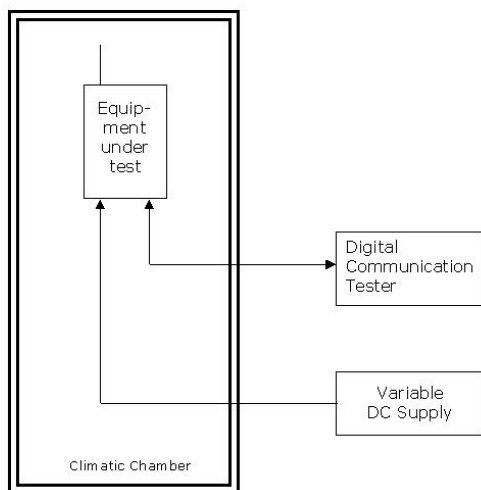 Equip-
ment
under
test
Digital
Communication
Tester
Variable
DC Supply
Climatic Chamber